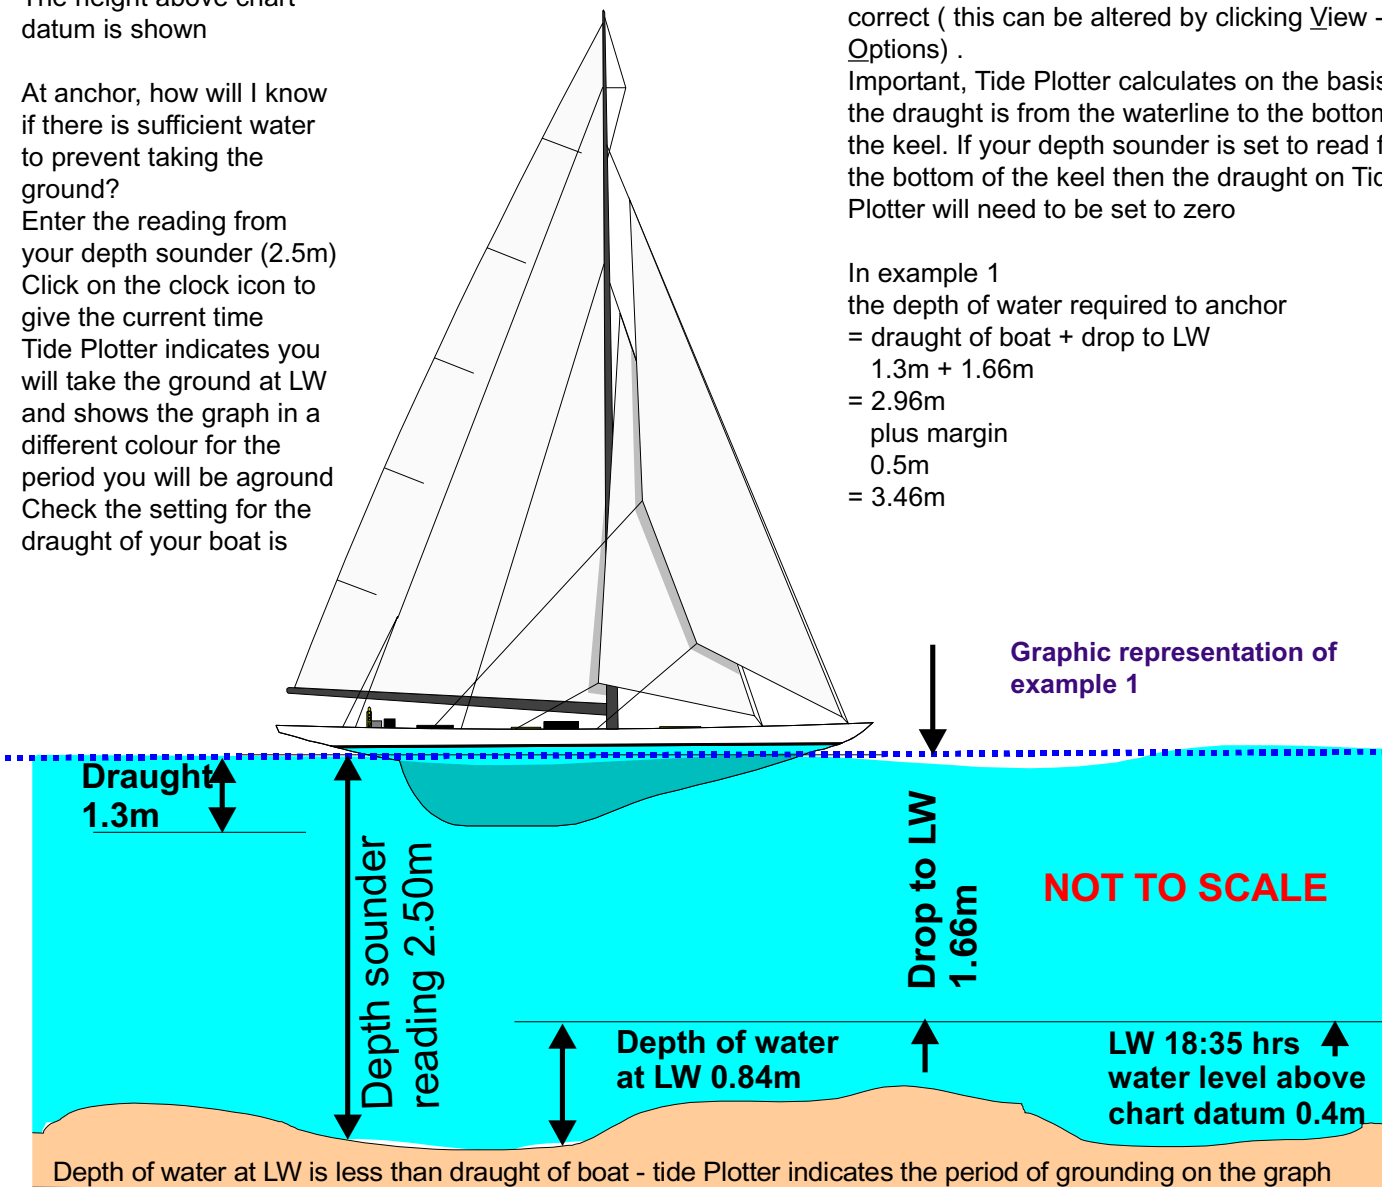 datum is shown
At anchor, how will I know
if there is sufficient water
to prevent taking the
ground?
Enter the reading from
your depth sounder (2.5m)
Click on the clock icon to
give the current time
Tide Plotter indicates you
will take the ground at LW
and shows the graph in a
different colour for the
period you will be aground
Check the setting for the
draught of your boat is
correct ( this can be altered by clicking View -
Options) .
Important, Tide Plotter calculates on the basis
the draught is from the waterline to the bottom
the keel. If your depth sounder is set to read
the bottom of the keel then the draught on
Plotter will need to be set to zero
In example 1
the depth of water required to anchor
= draught of boat + drop to LW
1.3m + 1.66m
= 2.96m
plus margin
0.5m
= 3.46m
Graphic representation of
example 1
Draught
1.3m
Depth sounder
reading 2.50m
Drop to LW
1.66m
NOT TO SCALE
Depth of water
at LW 0.84m
LW 18:35 hrs
water level above
chart datum 0.4m
Depth of water at LW is less than draught of boat - tide Plotter indicates the period of grounding on the graph